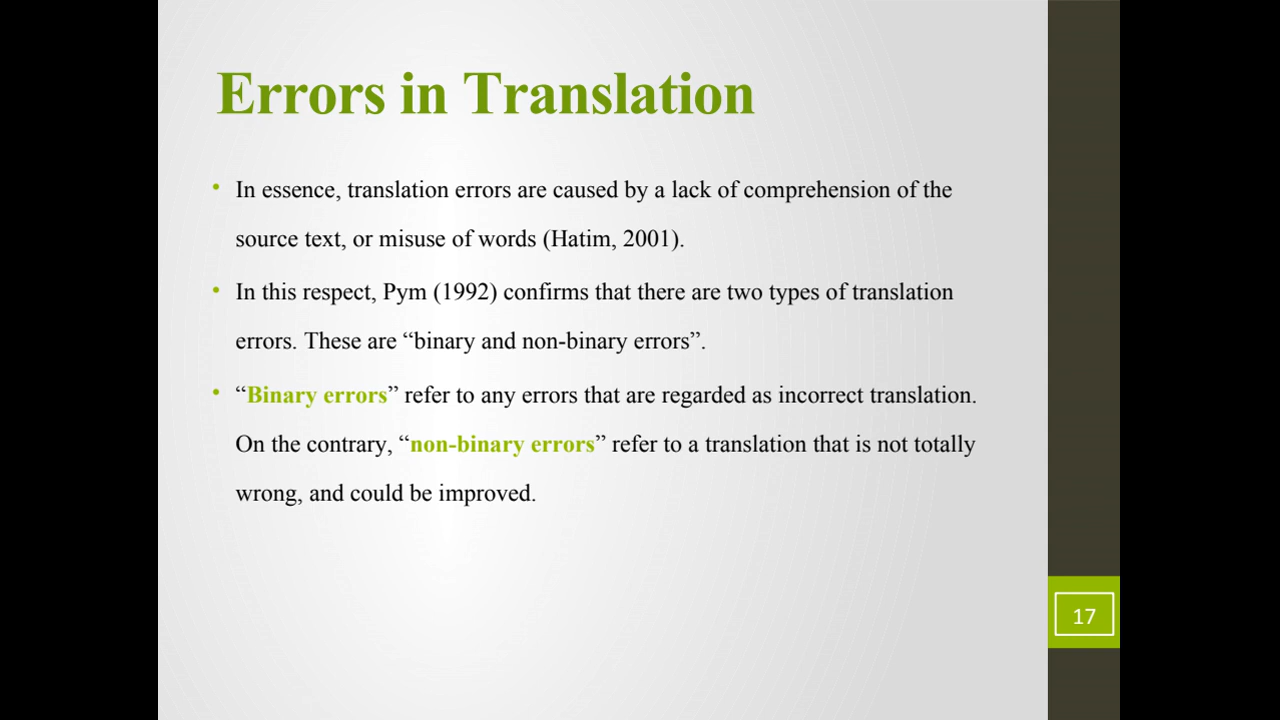 Errors in Translation
• In essence, translation errors are caused by a lack of comprehension of the
source text, or misuse of words (Hatim, 2001).
• In this respect, Pym (1992) confirms that there are two types of translation
errors. These are “binary and non-binary errors”.
• “Binary errors” refer to any errors that are regarded as incorrect translation.
On the contrary, “non-binary errors” refer to a translation that is not totally
wrong, and could be improved.
17